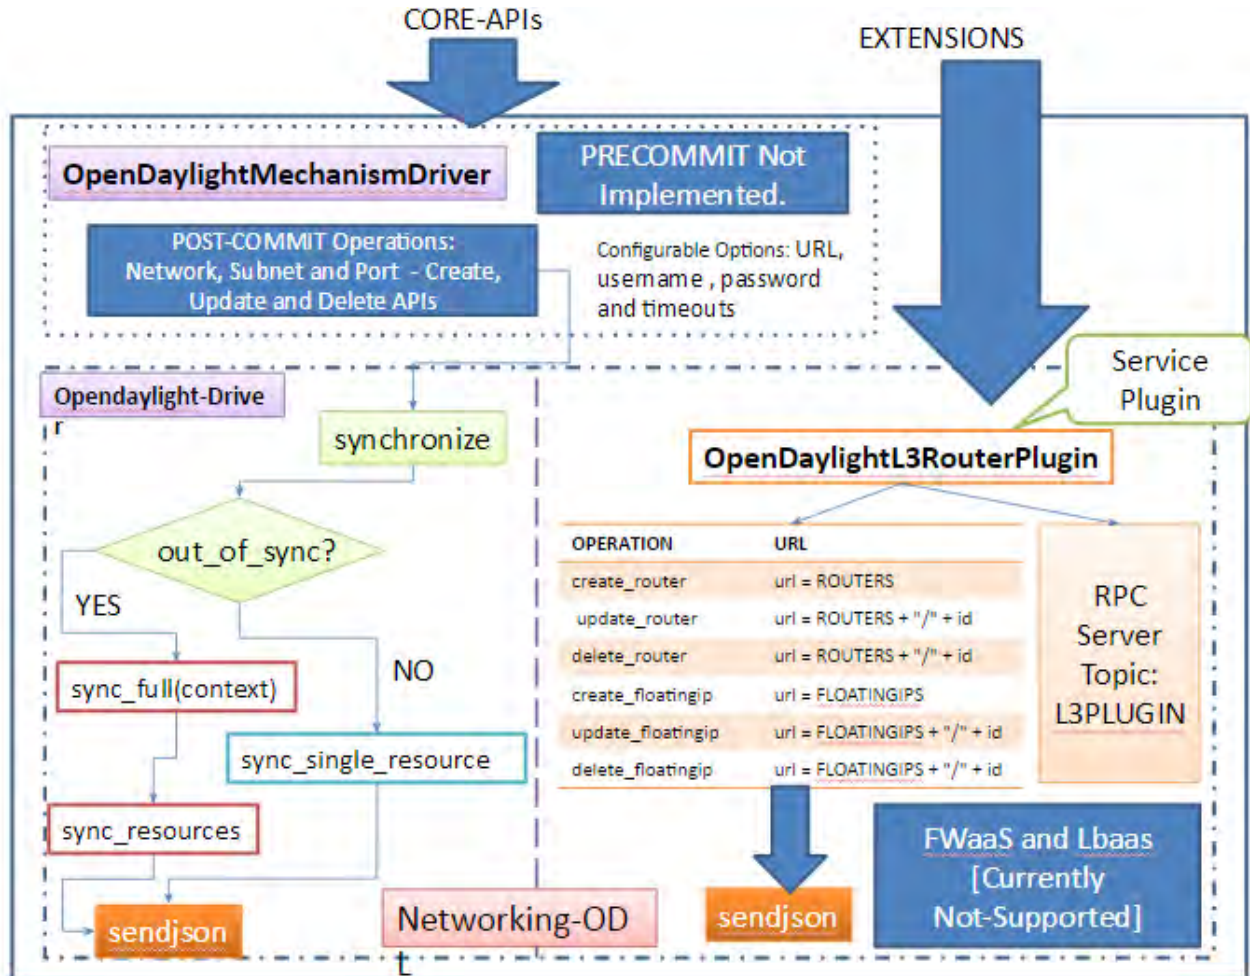 CORE-APIs
EXTENSIONS
OpenDaylightMechanismDriver
PRECOMMIT Not
Implemented.
POST-COMMIT Operations:
Network, Subnet and Port - Create,
Update and Delete APIs
Configurable Options: URL,
username , password
and timeouts
Service
Plugin
Opendaylight-Drive
r
synchronize
out_of_sync?
YES
NO
sync_full(context)
sync_single_resource
sync_resources
sendjson
Networking-OD
L
OpenDaylightL3RouterPlugin
OPERATION URL
create_router url = ROUTERS
update_router url = ROUTERS + "/" + id
delete_router url = ROUTERS + "/" + id
create_floatingip url = FLOATINGIPS
update_floatingip url = FLOATINGIPS + "/" + id
delete_floatingip url = FLOATINGIPS + "/" + id
RPC
Server
Topic:
L3PLUGIN
sendjson
FWaaS and Lbaas
[Currently
Not-Supported]